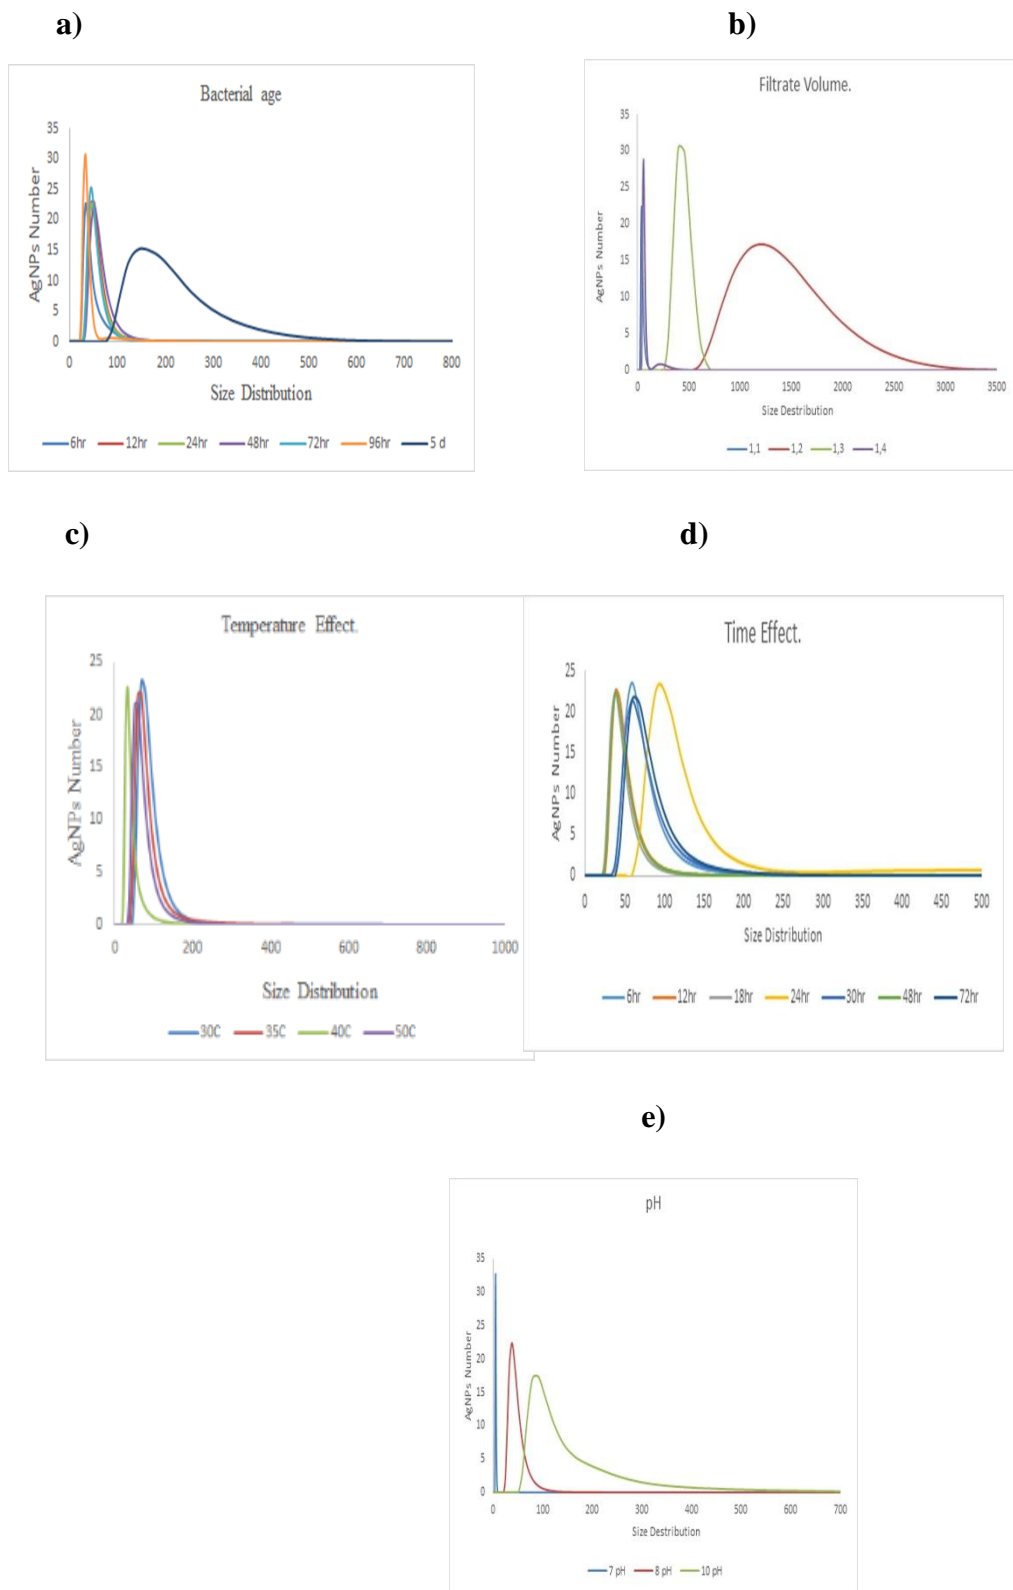 a)
b)
Bacterial age
35
30
25
20
15
10
5
0
AgNPs Number
0 100 200 300 400 500 600 700 800
Size Distribution
6hr 12hr 24hr 48hr 72hr 96hr 5 d
Filtrate Volume.
35
30
25
20
15
10
5
0
AgNPs Number
0 500 1000 1500 2000 2500 3000 3500
Size Destribution
1,1 1,2 1,3 1,4
c)
d)
Temperature Effect.
25
20
15
10
5
0
AgNPs Number
0 200 400 600 800 1000
Size Distribution
30C 35C 40C 50C
Time Effect.
25
20
15
10
5
0
AgNPs Number
0 50 100 150 200 250 300 350 400 450 500
Size Distribution
6hr 12hr 18hr 24hr 30hr 48hr 72hr
e)
pH
35
30
25
20
15
10
5
0
AgNPs Number
0 100 200 300 400 500 600 700
Size Destribution
7 pH 8 pH 10 pH